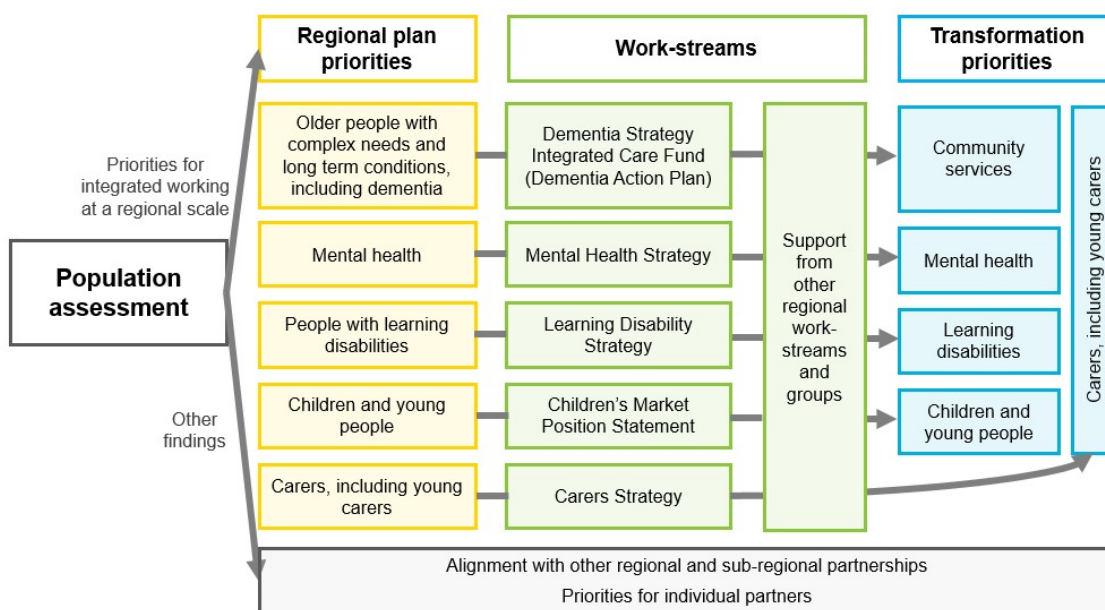 Regional plan
priorities
Work-streams
Transformation
priorities
Priorities for
integrated working
at a regional scale
Population
assessment
Other
findings
Older people with
complex needs and
long term conditions,
including dementia
Dementia Strategy
Integrated Care Fund
(Dementia Action Plan)
Community
services
Mental health
Mental Health Strategy
Mental health
People with learning
disabilities
Learning Disability
Strategy
Learning
disabilities
Children and young
people
Children’s Market
Position Statement
Children and
young people
Carers, including young
carers
Carers Strategy
Support
from
other
regional
work-
streams
and
groups
Carers, including young carers
Alignment with other regional and sub-regional partnerships
Priorities for individual partners